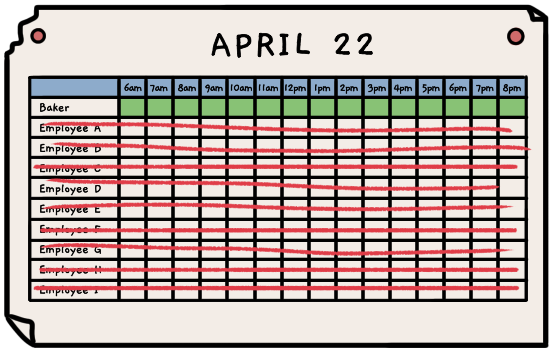 APRIL 22
6am 7am 8am 9am 10am 11am 12pm 1pm 2pm 3pm 4pm 5pm 6pm 7pm 8pm
Baker
Employee A
Employee B
Employee C
Employee D
Employee E
Employee F
Employee G
Employee H
Employee I